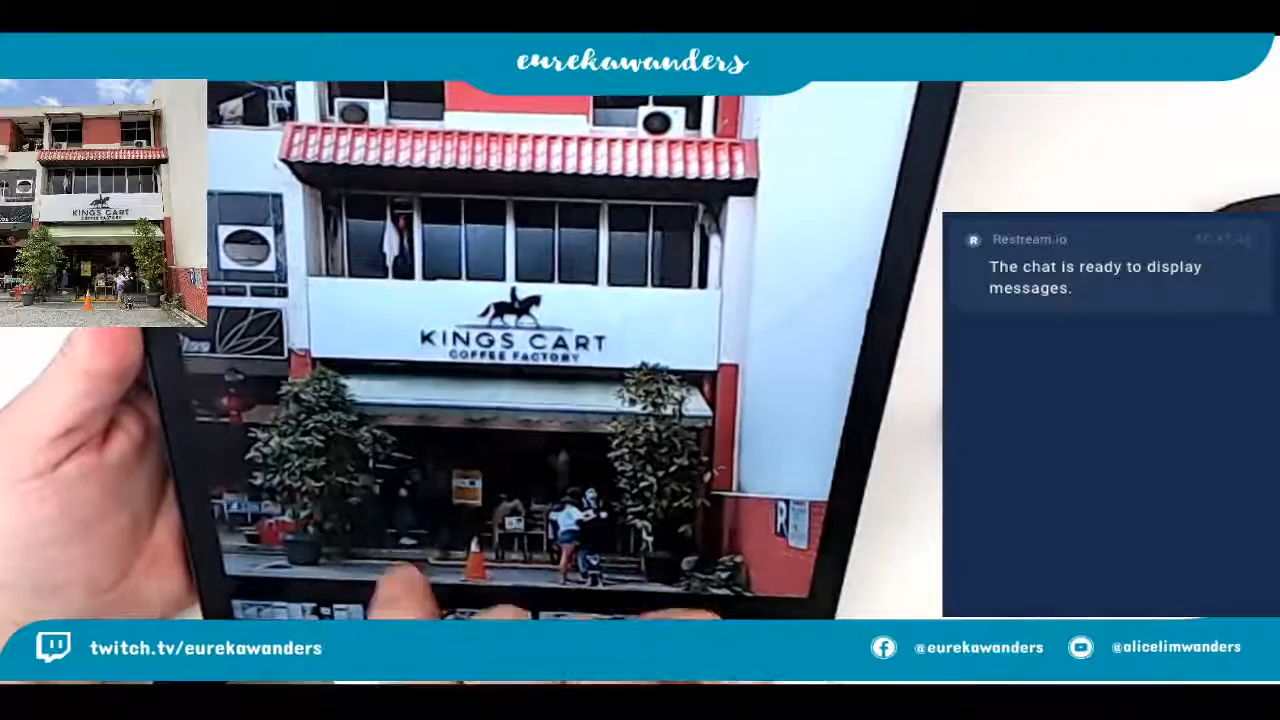 eurekawanders
KINGS CART
COFFEE FACTORY
KINGS CART
COFFEE FACTORY
R
Restream.io
The chat is ready to display
messages.
twitch.tv/eurekawanders
@eurekawanders
@alicelimwanders